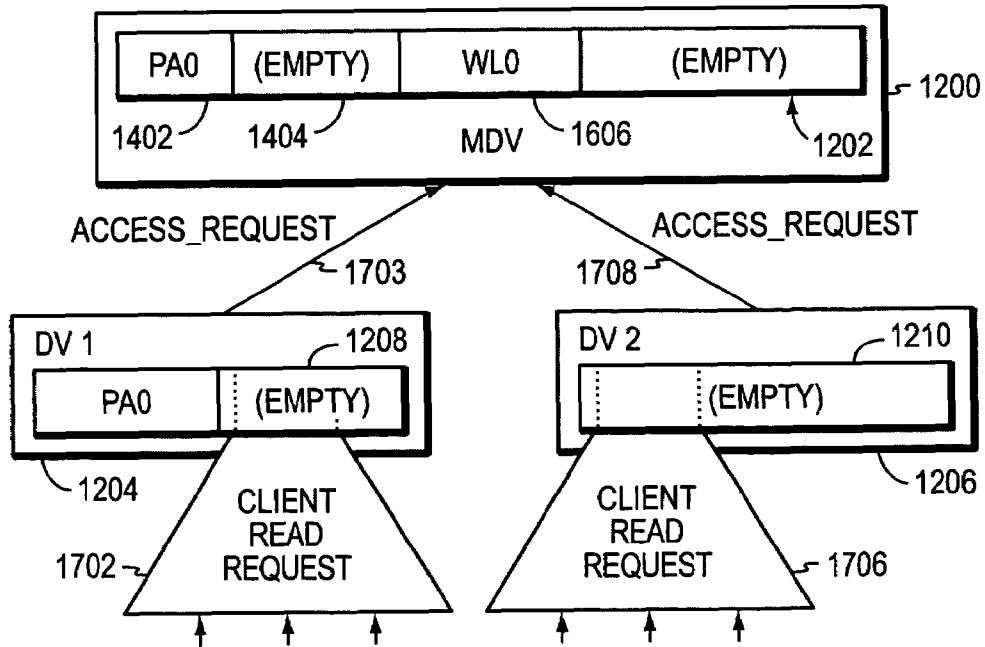 PA0 (EMPTY) WL0 (EMPTY)
1200
1402 1404 1606 1202
MDV
ACCESS_REQUEST ACCESS_REQUEST
1703 1708
DV 1 1208 DV 2 1210
PA0 (EMPTY) (EMPTY)
1204 1206
CLIENT
READ
REQUEST
CLIENT
READ
REQUEST
1702 1706